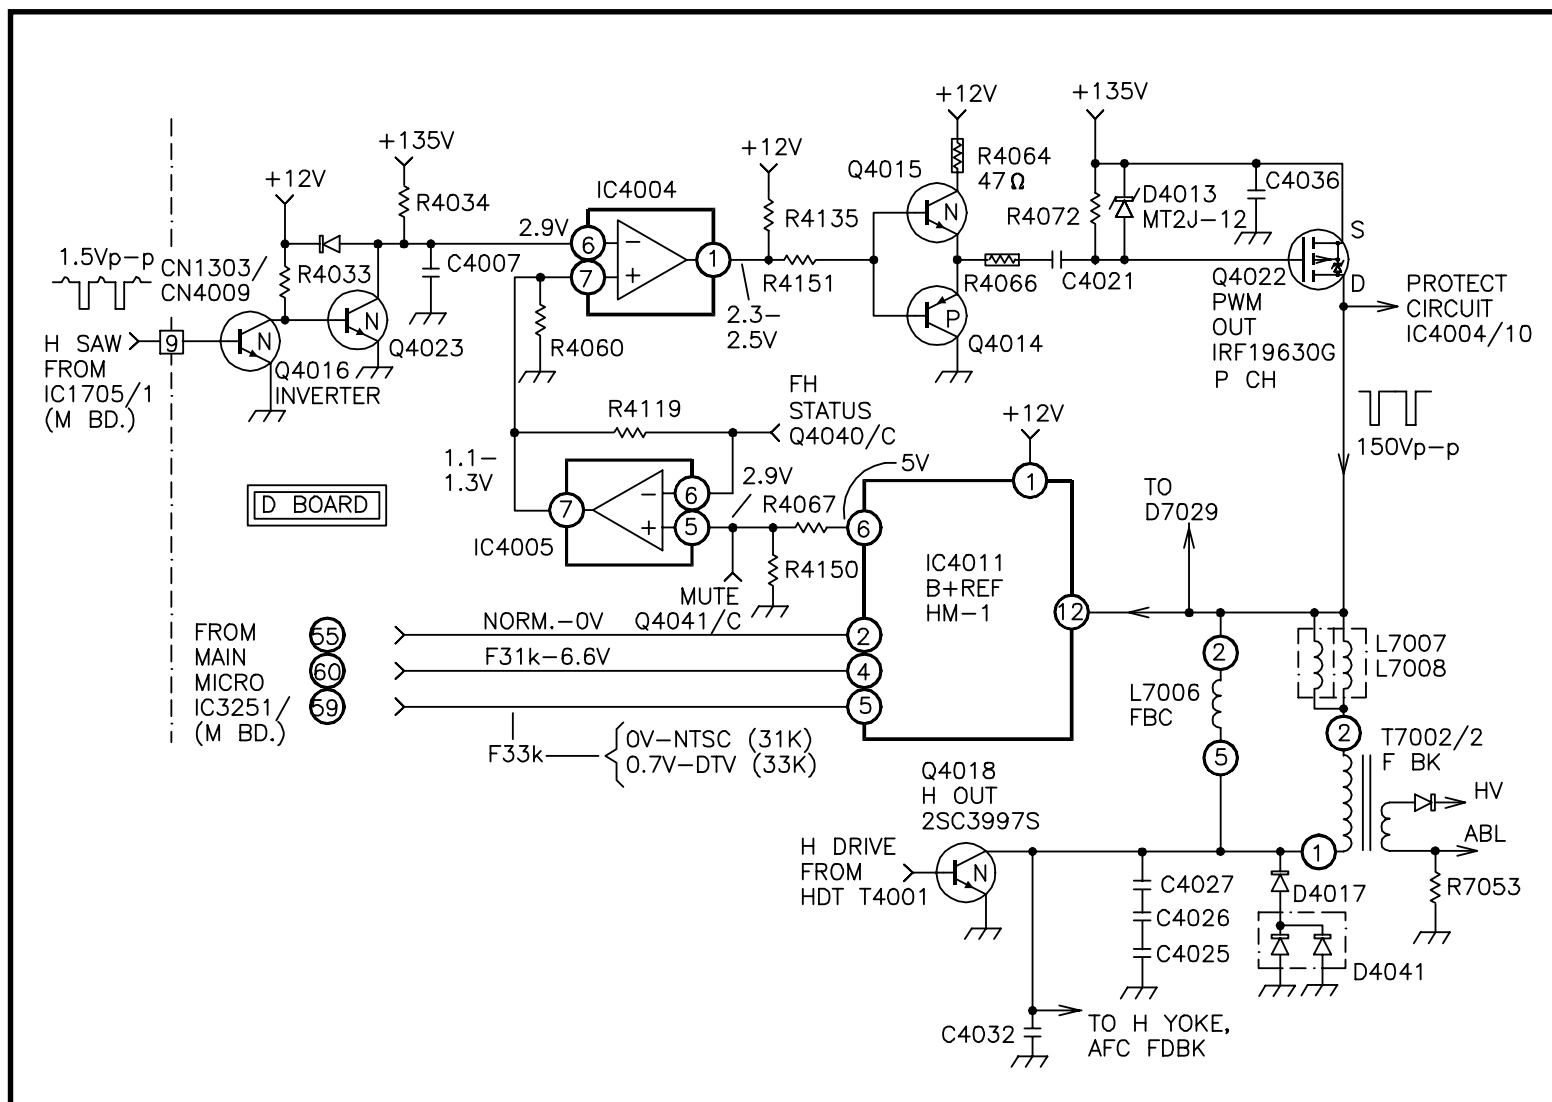 +12V
+135V
+135V
+12V
+12V
R4064
47Ω
Q4015
R4034
IC4004
R4135
N
R4072
D4013
MT2J-12
C4036
2.9V
6
−
1
7
+
S
D
1.5Vp-p
CN1303/
CN4009
R4033
C4007
R4151
R4066
C4021
Q4022
PWM
OUT
IRF19630G
P CH
PROTECT
CIRCUIT
IC4004/10
H SAW
FROM
IC1705/1
(M BD.)
9
N
Q4016
INVERTER
N
Q4023
R4060
2.3-
2.5V
P
Q4014
150Vp-p
R4119
FH
STATUS
Q4040/C
+12V
1.1-
1.3V
2.9V
5V
1
D BOARD
7
−
6
+
5
IC4005
R4067
6
R4150
MUTE
Q4041/C
IC4011
B+REF
HM-1
12
TO
D7029
FROM
MAIN
MICRO
IC3251/
(M BD.)
55
60
59
NORM.-0V
2
F31k-6.6V
4
5
F33k
0V-NTSC (31K)
0.7V-DTV (33K)
2
L7006
FBC
5
L7007
L7008
2
T7002/2
F BK
HV
ABL
1
R7053
Q4018
H OUT
2SC3997S
H DRIVE
FROM
HDT T4001
N
C4027
C4026
C4025
D4017
D4041
C4032
TO H YOKE,
AFC FDBK